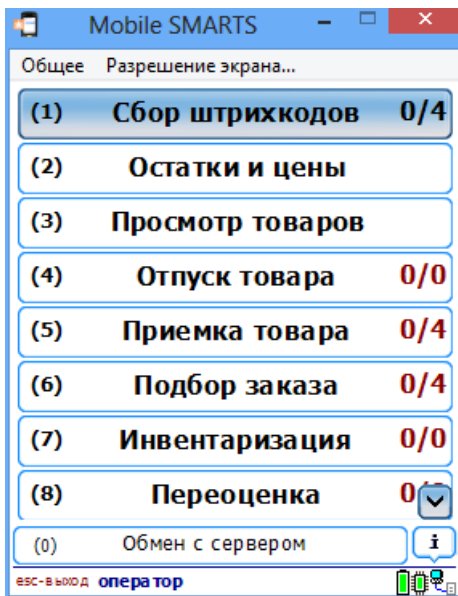 Mobile SMARTS
Общее Разрешение экрана...
(1) Сбор штрихкодов 0/4
(2) Остатки и цены
(3) Просмотр товаров
(4) Отпуск товара 0/0
(5) Приемка товара 0/4
(6) Подбор заказа 0/4
(7) Инвентаризация 0/0
(8) Переоценка
(0) Обмен с сервером i
esc-выход оператор